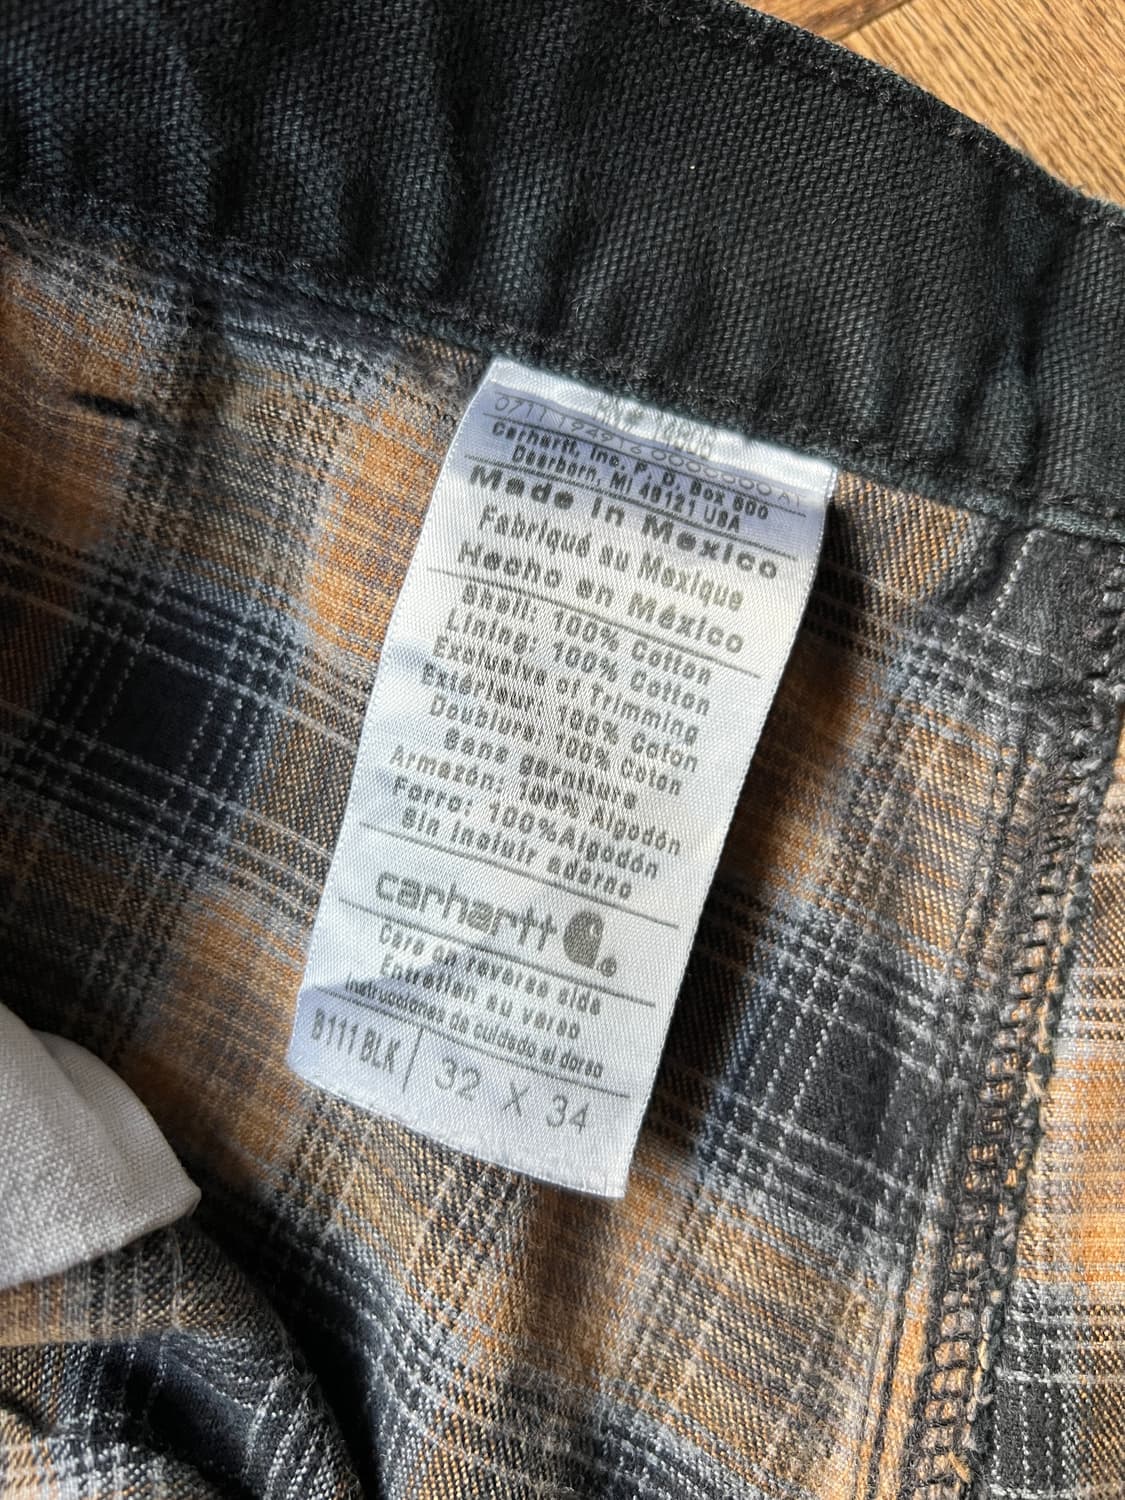 RN# 14806
Carhartt, Inc. P. O. Box 600
Dearborn, MI 48121 USA
Made in Mexico
Fabriqué au Mexique
Hecho en México
Shell: 100% Cotton
Lining: 100% Cotton
Exclusive of Trimming
Extérieur: 100% Coton
Doublure: 100% Coton
Sans garniture
Armazón: 100% Algodón
Forro: 100%Algodón
Sin incluir adorno
carhartt ®
Care on reverse side
Entretien au verso
Instrucciones de cuidado al dorso
B111 BLK 32 X 34